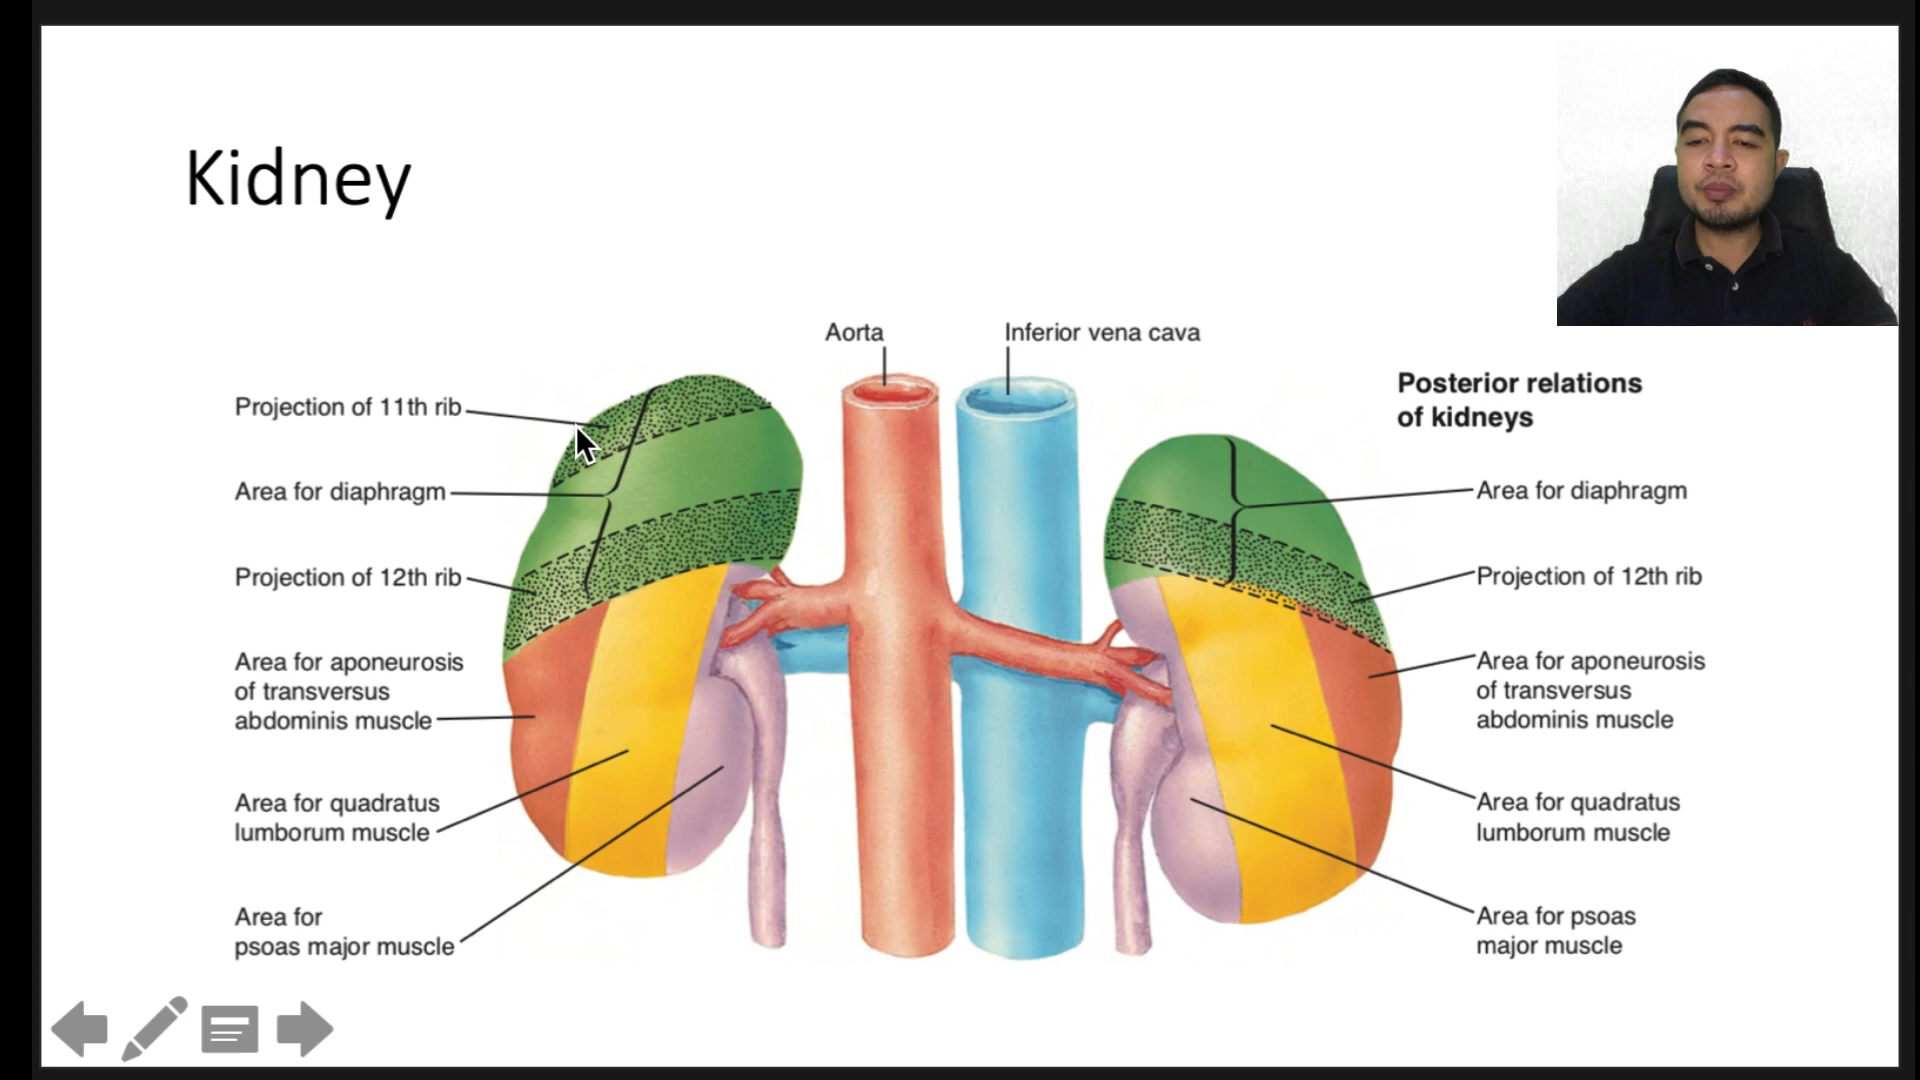 Kidney
Aorta
Inferior vena cava
Posterior relations
of kidneys
Projection of 11th rib
Area for diaphragm
Projection of 12th rib
Area for aponeurosis
of transversus
abdominis muscle
Area for quadratus
lumborum muscle
Area for
psoas major muscle
Area for diaphragm
Projection of 12th rib
Area for aponeurosis
of transversus
abdominis muscle
Area for quadratus
lumborum muscle
Area for psoas
major muscle